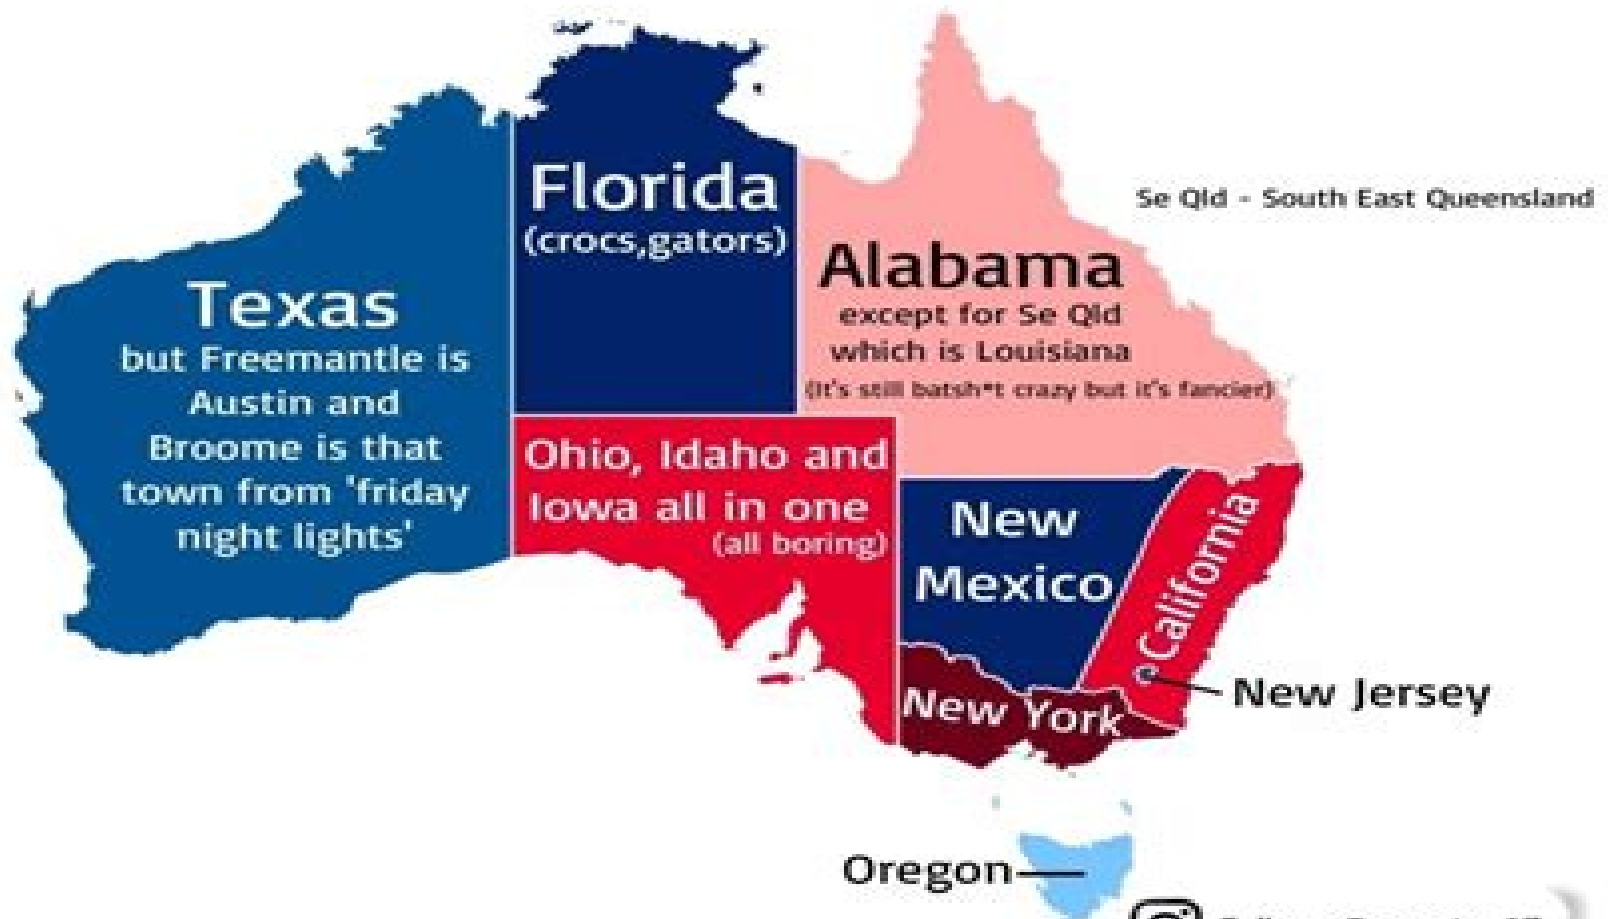 Florida
(crocs,gators)
Se Qld - South East Queensland
Alabama
except for Se Qld
which is Louisiana
(It's still batsh*t crazy but it's fancier)
Texas
but Freemantle is
Austin and
Broome is that
town from 'friday
night lights'
Ohio, Idaho and
Iowa all in one
(all boring)
New
Mexico
California
New Jersey
New York
Oregon